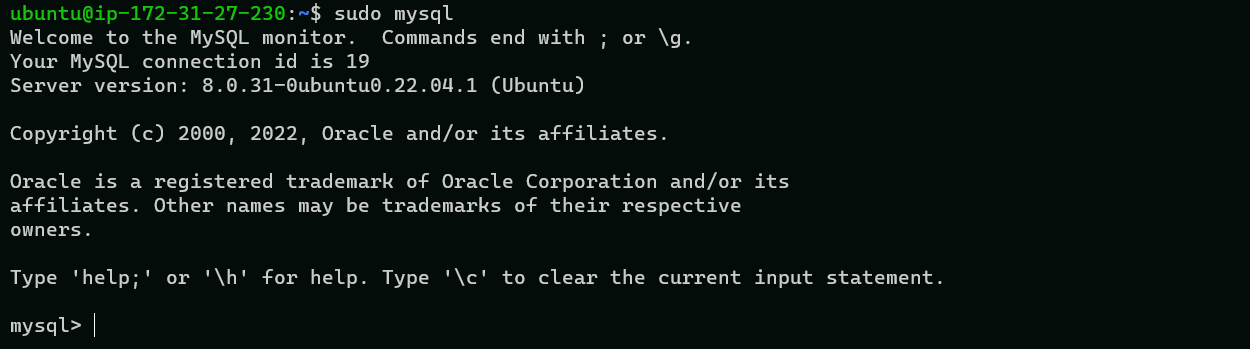 ubuntu@ip-172-31-27-230:~$ sudo mysql
Welcome to the MySQL monitor.  Commands end with ; or \g.
Your MySQL connection id is 19
Server version: 8.0.31-0ubuntu0.22.04.1 (Ubuntu)

Copyright (c) 2000, 2022, Oracle and/or its affiliates.

Oracle is a registered trademark of Oracle Corporation and/or its
affiliates. Other names may be trademarks of their respective
owners.

Type 'help;' or '\h' for help. Type '\c' to clear the current input statement.

mysql>